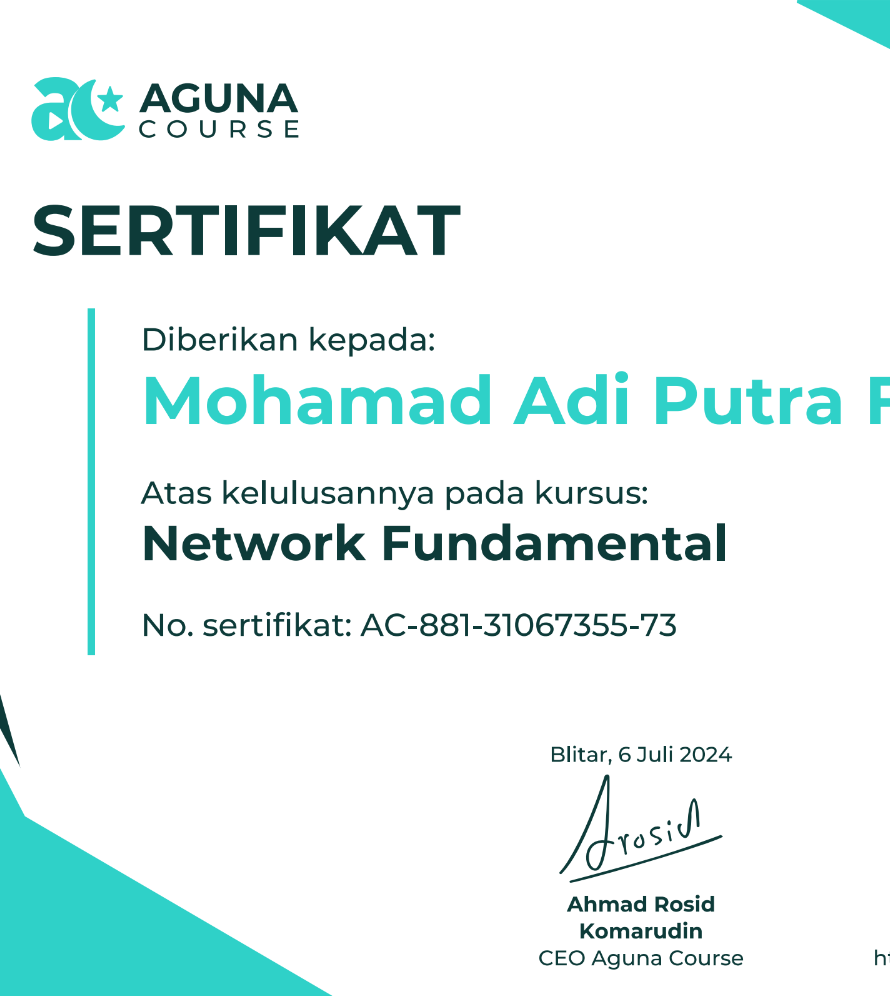 AGUNA
COURSE
SERTIFIKAT
Diberikan kepada:
Mohamad Adi Putra
Atas kelulusannya pada kursus:
Network Fundamental
No. sertifikat: AC-881-31067355-73
Blitar, 6 Juli 2024
Arosid
Ahmad Rosid
Komarudin
CEO Aguna Course